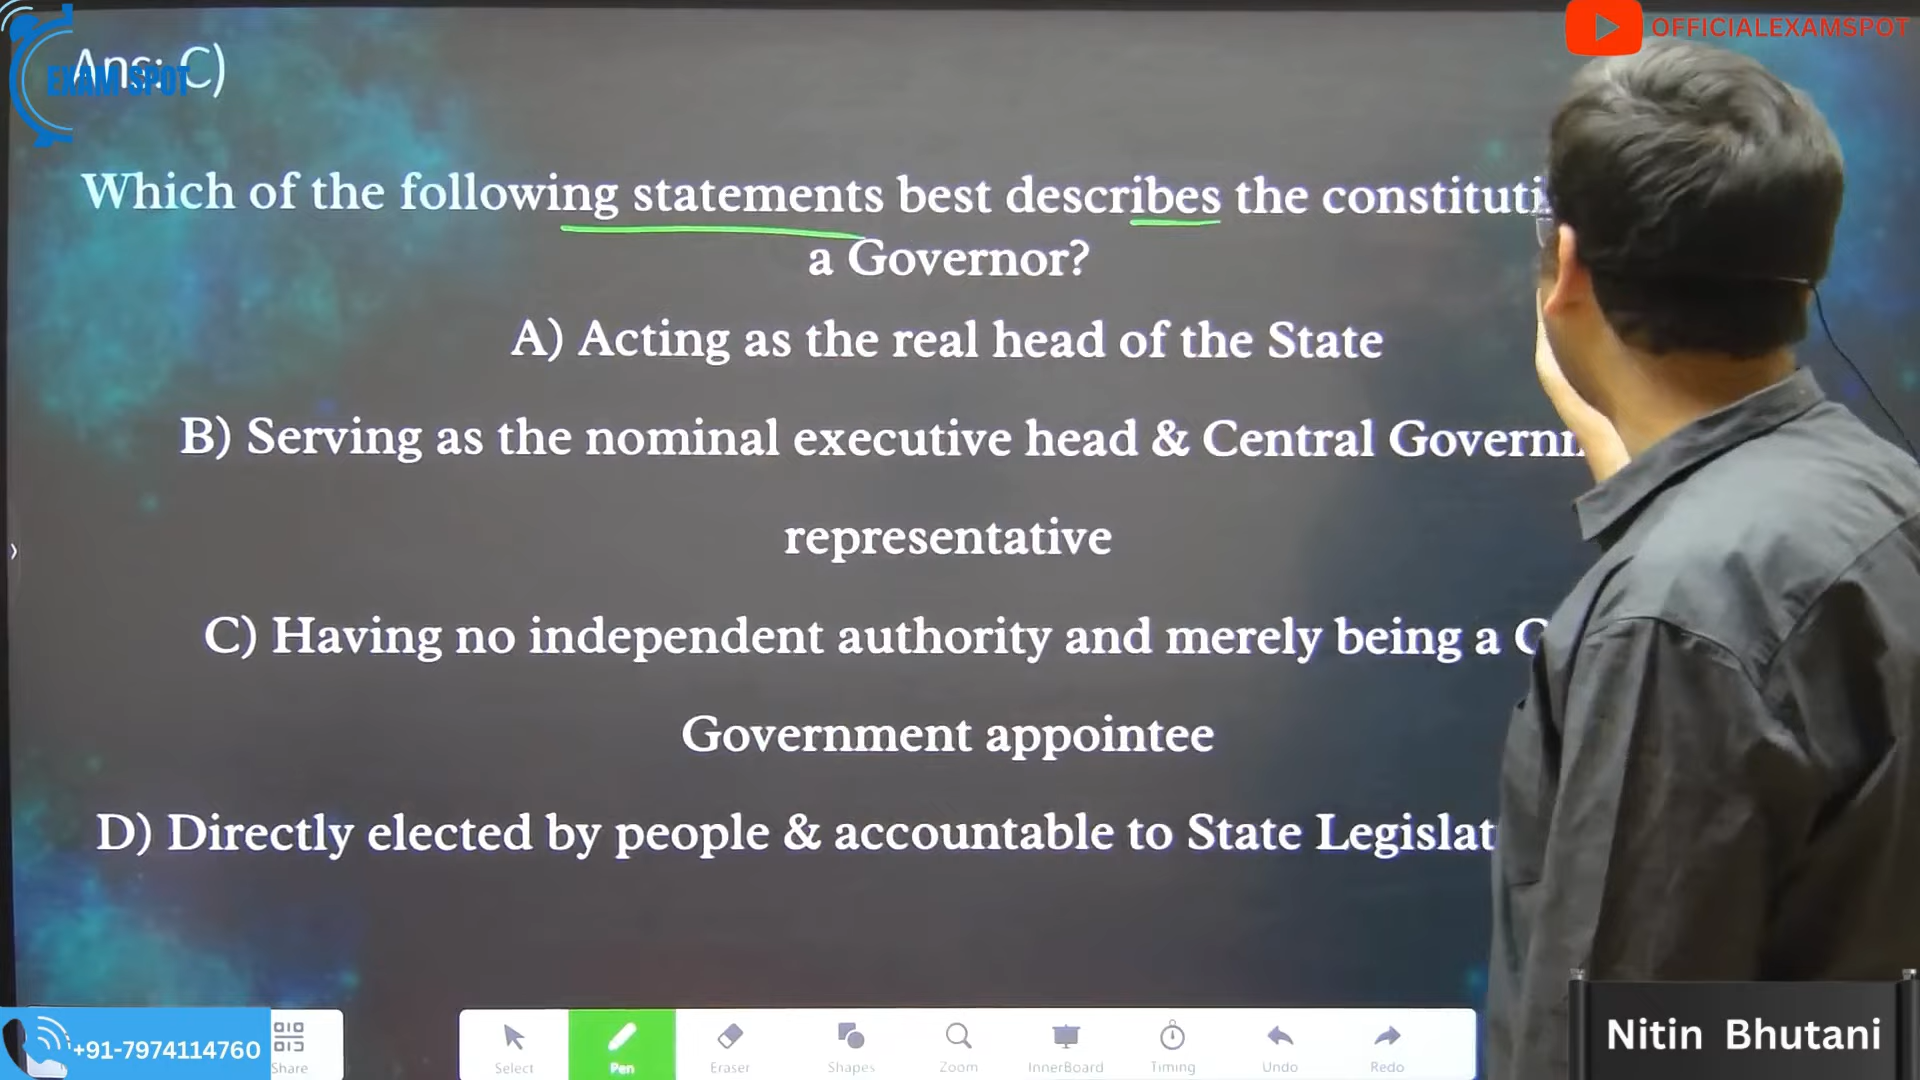 Ans: C)
EXAM SPOT
OFFICIALEXAMSPOT
Which of the following statements best describes the
a Governor?
A) Acting as the real head of the State
B) Serving as the nominal executive head & Central
representative
C) Having no independent authority and merely being a
Government appointee
D) Directly elected by people & accountable to State
+91-7974114760
Share
Select
Pen
Eraser
Shapes
Zoom
InnerBoard
Timing
Undo
Redo
Nitin Bhutani